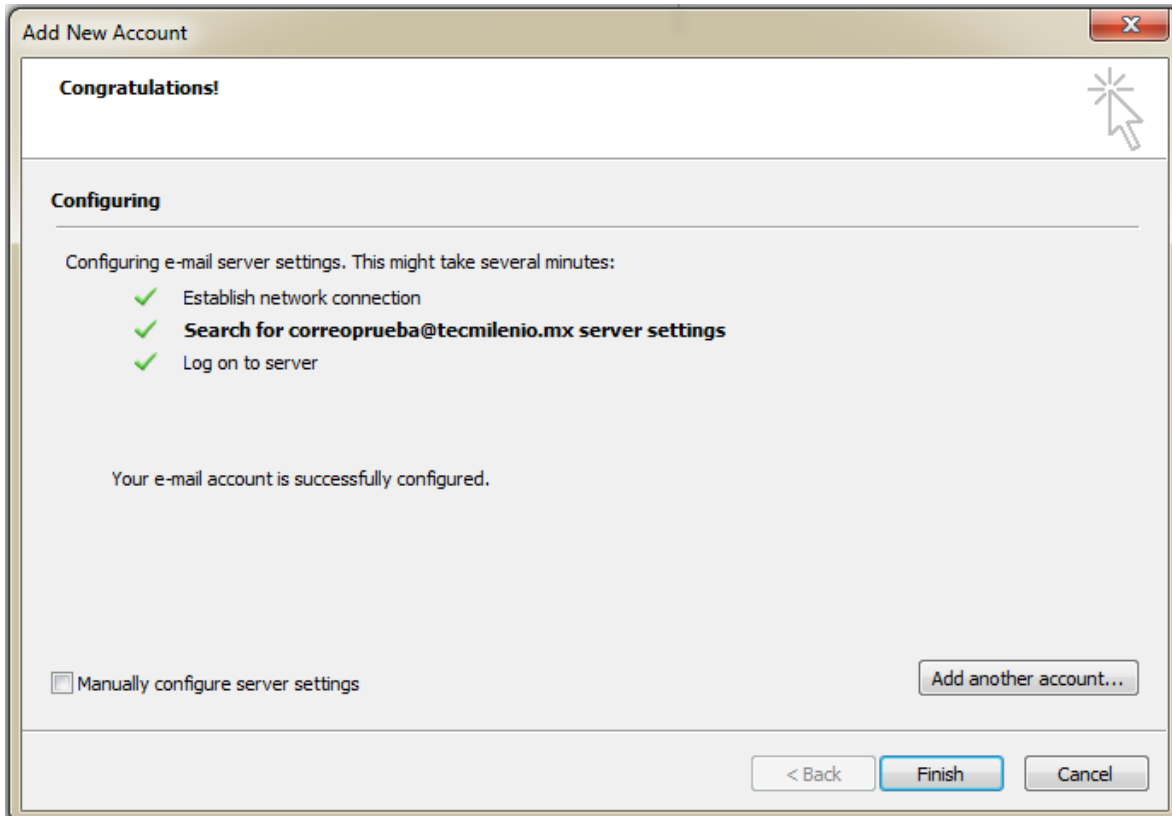 Add New Account
Congratulations!
Configuring
Configuring e-mail server settings. This might take several minutes:
Establish network connection
Search for correoprueba@tecmilenio.mx server settings
Log on to server
Your e-mail account is successfully configured.
Manually configure server settings
Add another account...
< Back Finish Cancel